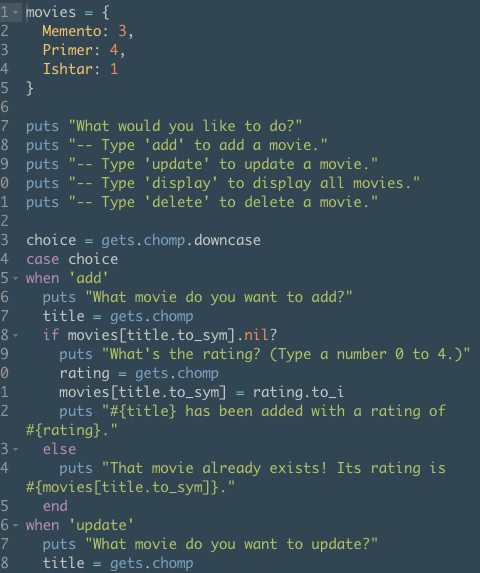 1 movies = {
2 Memento: 3,
3 Primer: 4,
4 Ishtar: 1
5 }
6
7 puts "What would you like to do?"
8 puts "-- Type 'add' to add a movie."
9 puts "-- Type 'update' to update a movie."
0 puts "-- Type 'display' to display all movies."
1 puts "-- Type 'delete' to delete a movie."
2
3 choice = gets.chomp.downcase
4 case choice
5 when 'add'
6 puts "What movie do you want to add?"
7 title = gets.chomp
8 if movies[title.to_sym].nil?
9 puts "What's the rating? (Type a number 0 to 4.)"
0 rating = gets.chomp
1 movies[title.to_sym] = rating.to_i
2 puts "#{title} has been added with a rating of
#{rating}."
3 else
4 puts "That movie already exists! Its rating is
#{movies[title.to_sym]}."
5 end
6 when 'update'
7 puts "What movie do you want to update?"
8 title = gets.chomp